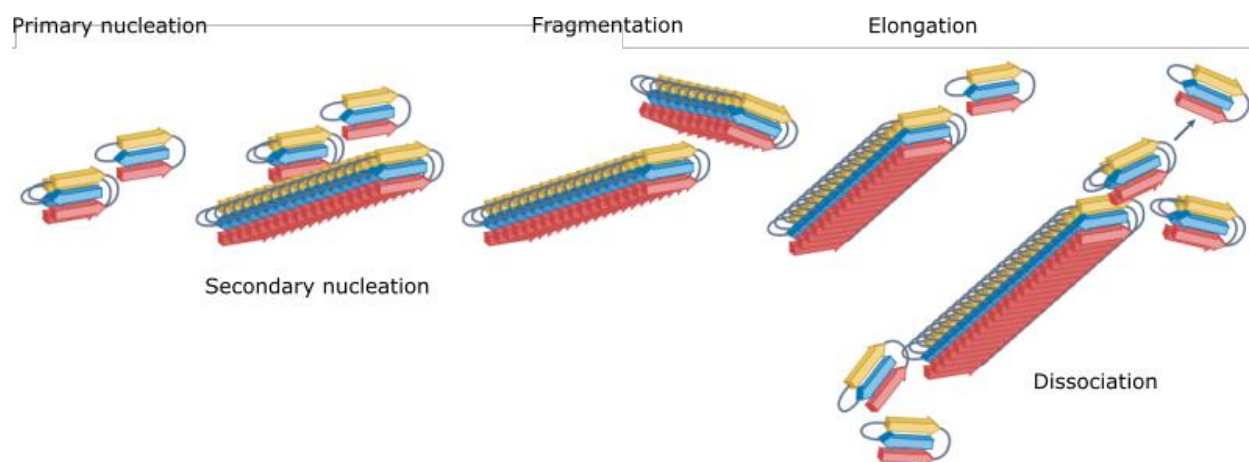 Primary nucleation
Fragmentation
Elongation
Secondary nucleation
Dissociation